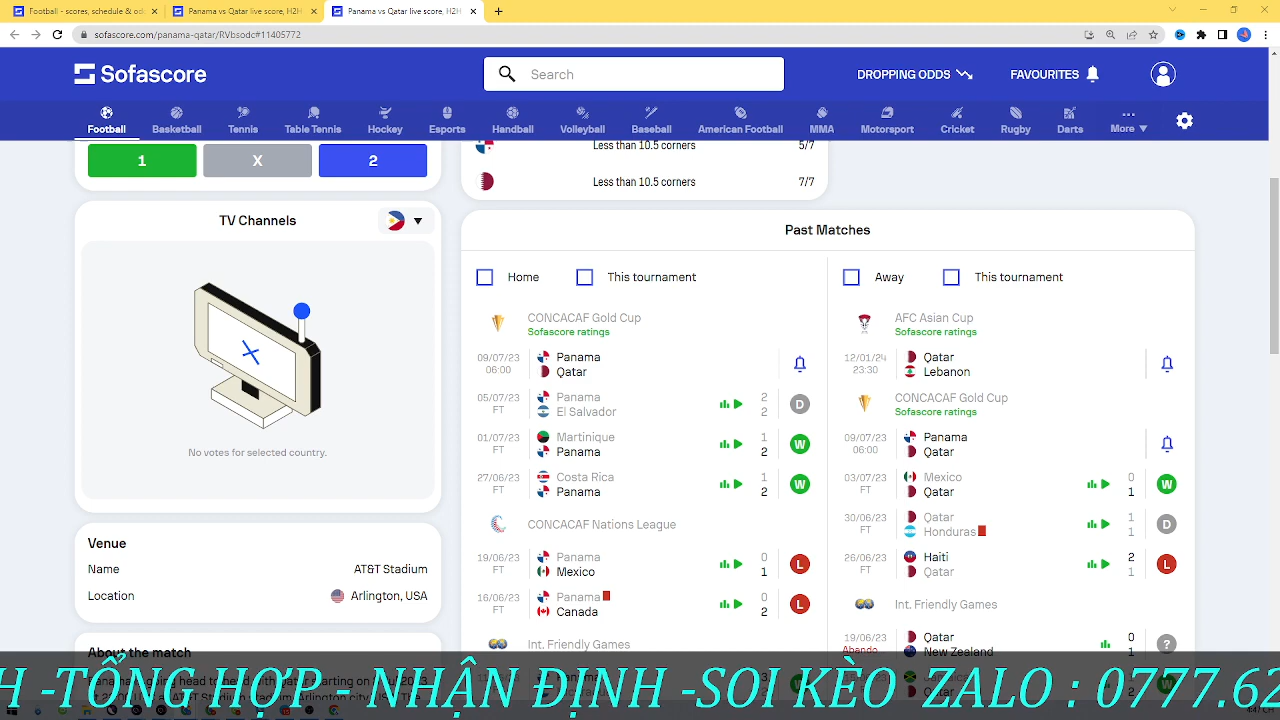 Football - scores, schedule & od
Panama vs Qatar live score, H2H
Panama vs Qatar live score, H2H
sofascore.com/panama-qatar/RVbsodc#11405772
Sofascore
Search
DROPPING ODDS
FAVOURITES
Football
Basketball
Tennis
Table Tennis
Hockey
Esports
Handball
Volleyball
Baseball
American Football
MMA
Motorsport
Cricket
Rugby
Darts
More
1 X 2
Less than 10.5 corners 5/7
Less than 10.5 corners 7/7
TV Channels
No votes for selected country.
Venue
Name AT&T Stadium
Location Arlington, USA
About the match
Past Matches
Home This tournament
CONCACAF Gold Cup
Sofascore ratings
09/07/23 Panama
06:00 Qatar
05/07/23 Panama 2 D
FT El Salvador 2
01/07/23 Martinique 1 W
FT Panama 2
27/06/23 Costa Rica 1 W
FT Panama 2
CONCACAF Nations League
19/06/23 Panama 0 L
FT Mexico 1
16/06/23 Panama 0 L
FT Canada 2
Int. Friendly Games
Away This tournament
AFC Asian Cup
Sofascore ratings
12/01/24 Qatar
23:30 Lebanon
CONCACAF Gold Cup
Sofascore ratings
09/07/23 Panama
06:00 Qatar
03/07/23 Mexico 0 W
FT Qatar 1
30/06/23 Qatar 1 D
FT Honduras 1
26/06/23 Haiti 2 L
FT Qatar 1
Int. Friendly Games
19/06/23 Qatar 0 ?
Abando... New Zealand 1
H -TỔNG HỢP - NHẬN ĐỊNH -SOI KÈO ZALO : 0777.62